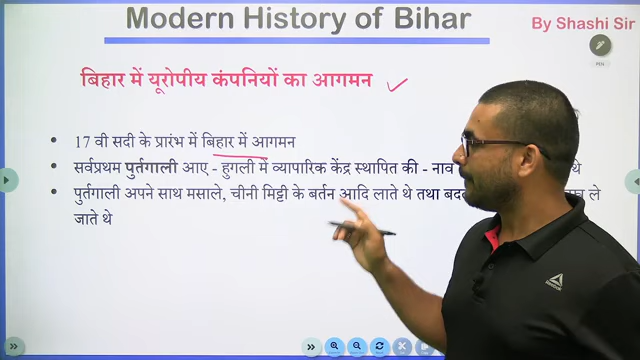 Modern History of Bihar
By Shashi Sir
PEN
बिहार में यूरोपीय कंपनियों का आगमन
17 वी सदी के प्रारंभ में बिहार में आगमन
सर्वप्रथम पुर्तगाली आए - हुगली में व्यापारिक केंद्र स्थापित की - नाव थे
पुर्तगाली अपने साथ मसाले, चीनी मिट्टी के बर्तन आदि लाते थे तथा ले
जाते थे
Reebok